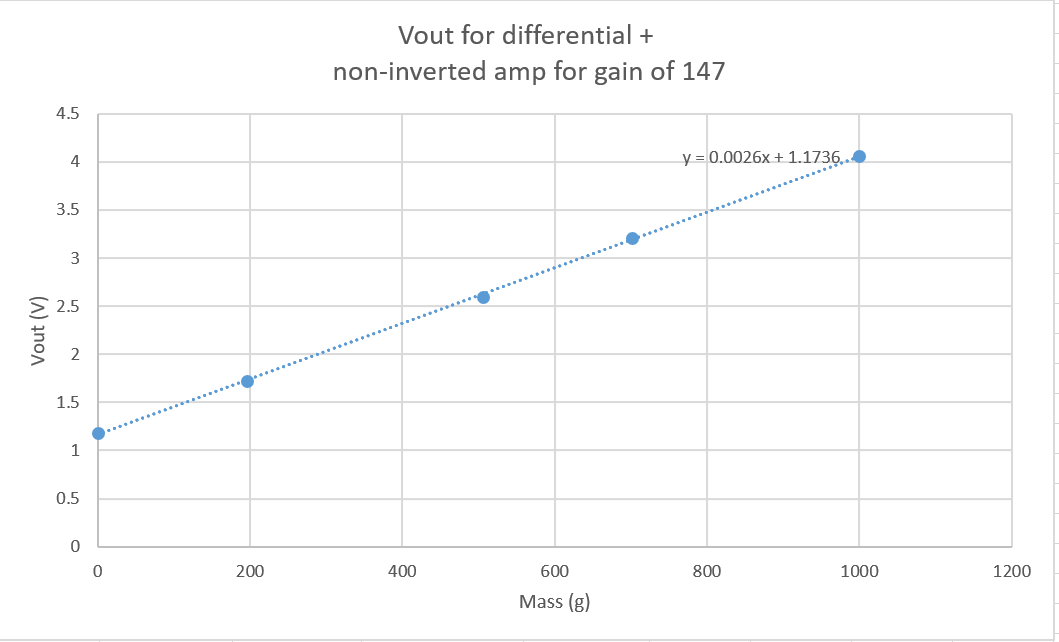 Vout for differential +
non-inverted amp for gain of 147
4.5
4
3.5
3
2.5
2
1.5
1
0.5
0
y = 0.0026x + 1.1736
Vout (V)
0 200 400 600 800 1000 1200
Mass (g)